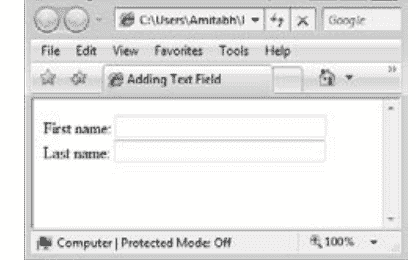 C:\Users\Amitabh\
Google
File Edit View Favorites Tools Help
Adding Text Field
First name:
Last name:
Computer | Protected Mode: Off
100%